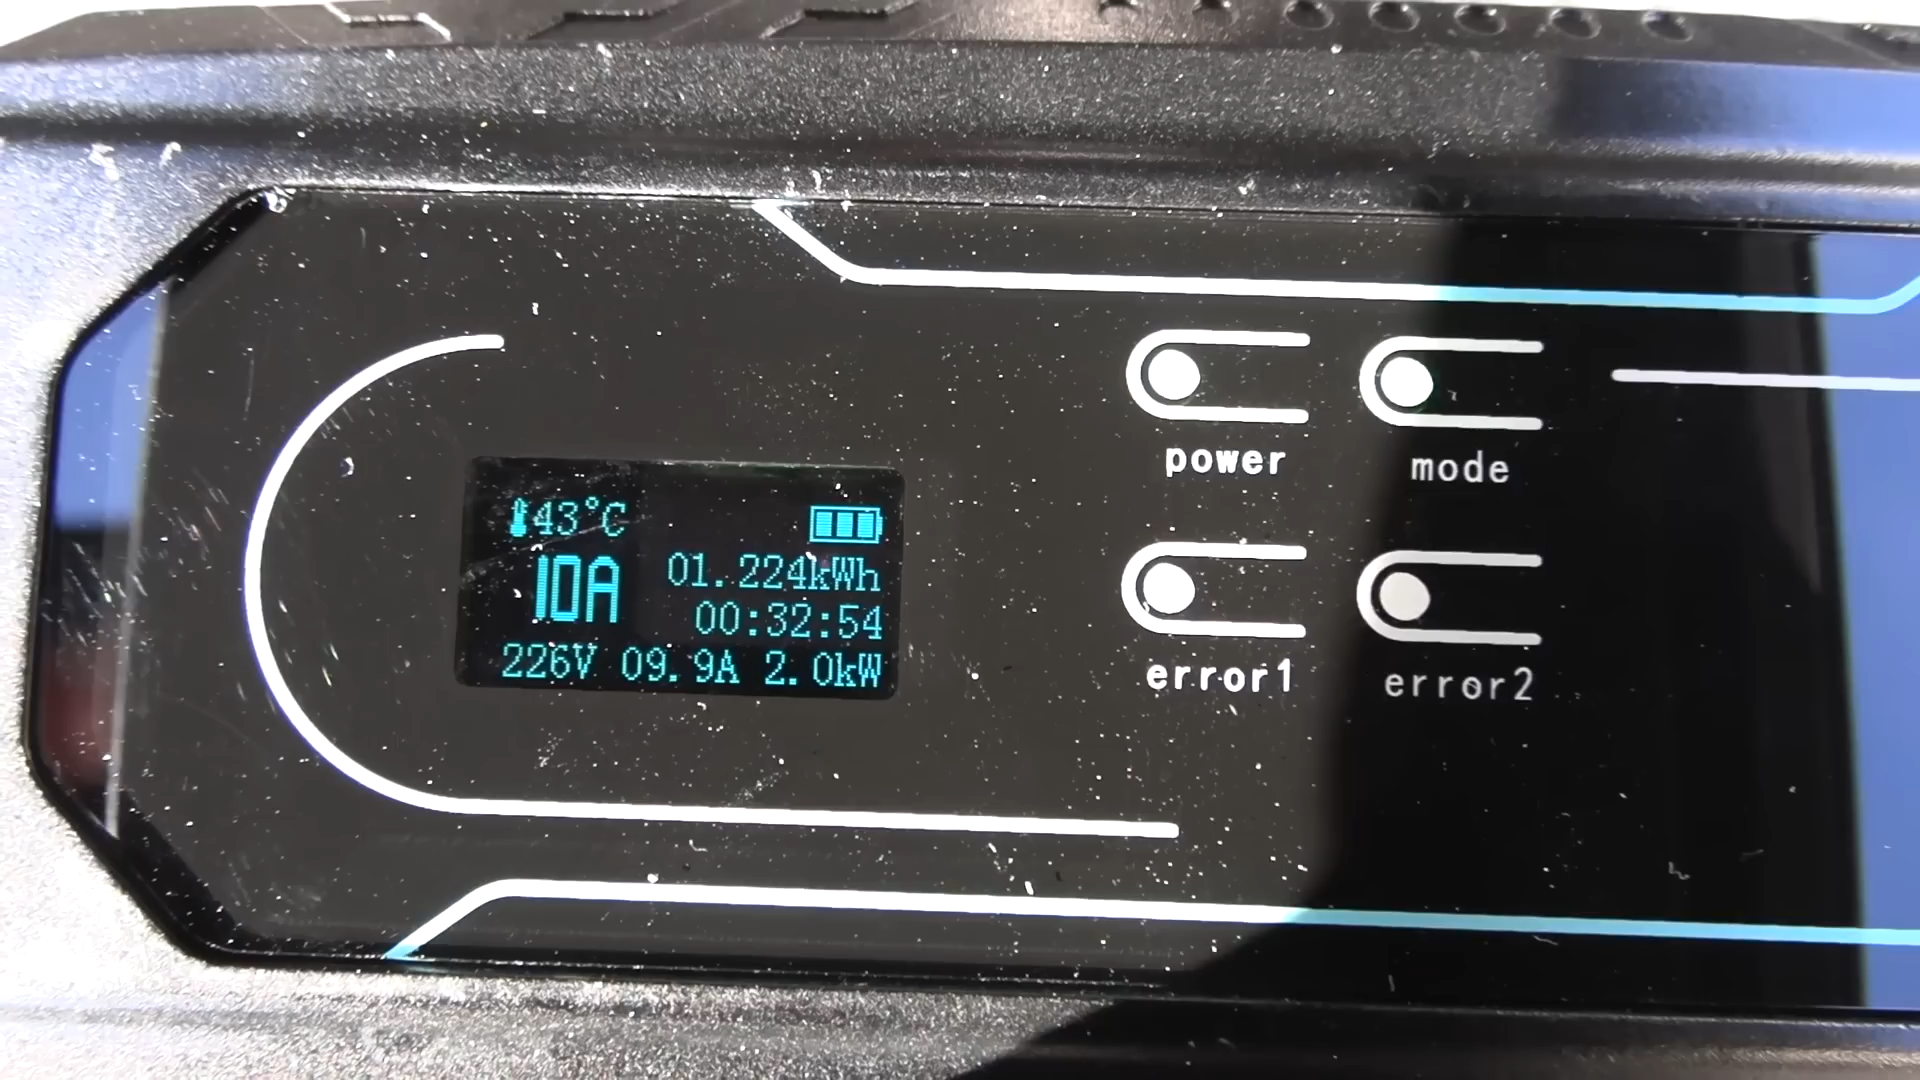 43°C
10A
01.224kWh
00:32:54
226V 09.9A 2.0kW
power
mode
error1
error2